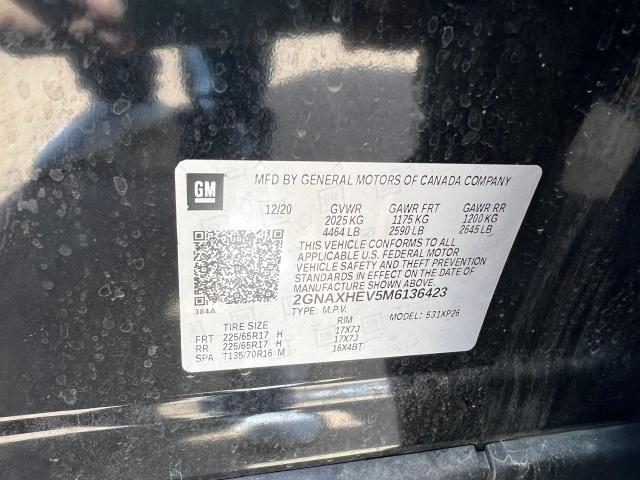 GM
MFD BY GENERAL MOTORS OF CANADA COMPANY
12/20 GVWR GAWR FRT GAWR RR
2025 KG 1175 KG 1200 KG
4464 LB 2590 LB 2645 LB
THIS VEHICLE CONFORMS TO ALL
APPLICABLE U.S. FEDERAL MOTOR
VEHICLE SAFETY AND THEFT PREVENTION
STANDARDS IN EFFECT ON THE DATE OF
MANUFACTURE SHOWN ABOVE.
384A 2GNAXHEV5M6136423
TYPE: M.P.V. MODEL: 531XP26
TIRE SIZE RIM
FRT 225/65R17 H 17X7J
RR 225/65R17 H 17X7J
SPA T135/70R16 M 16X4BT